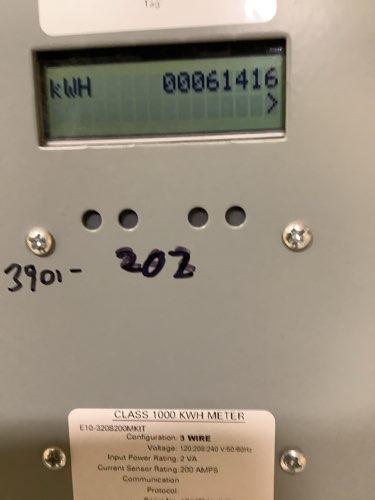 Tag
kWH 00061416
>
3901- 202
CLASS 1000 KWH METER
E10-3208200MKIT
Configuration: 3 WIRE
Voltage: 120:208:240 V:50:60Hz
Input Power Rating: 2 VA
Current Sensor Rating: 200 AMPS
Communication
Protocol: